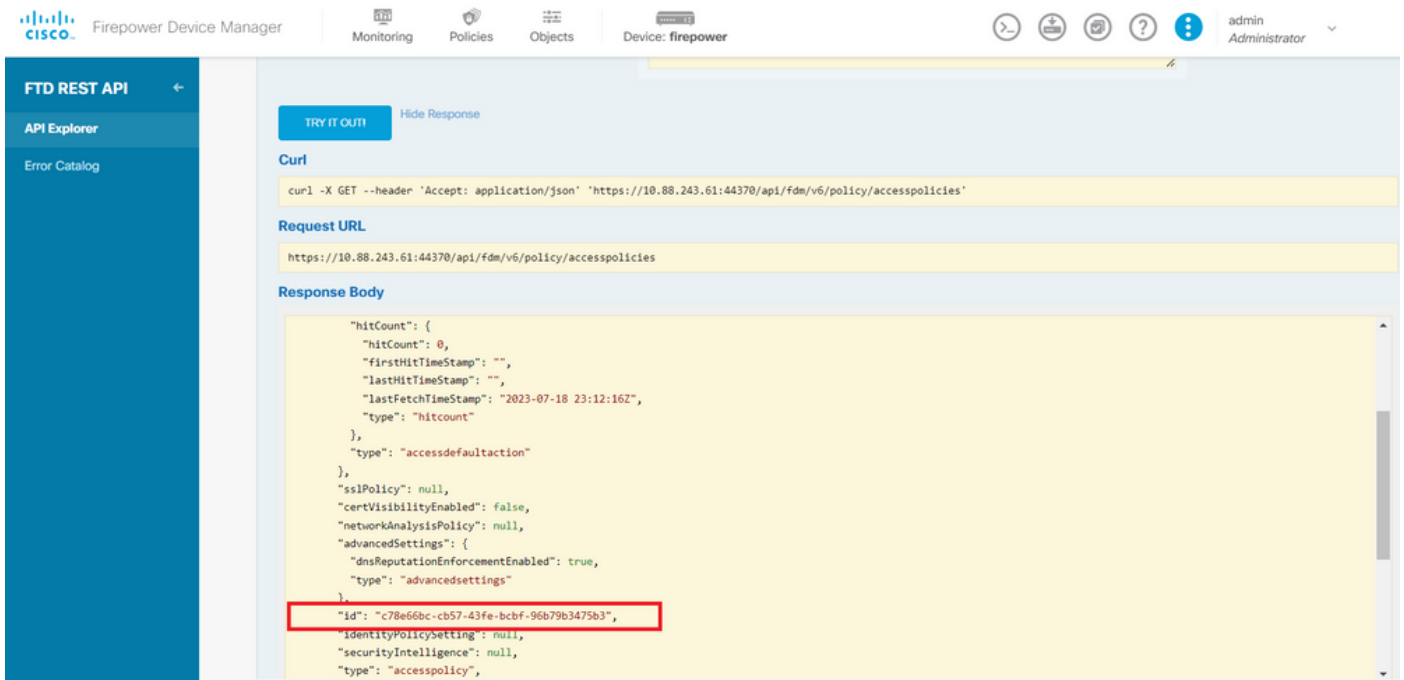 CISCO
Firepower Device Manager
Monitoring
Policies
Objects
Device: firepower
admin
Administrator
FTD REST API
API Explorer
Error Catalog
TRY IT OUT!
Hide Response
Curl
curl -X GET --header 'Accept: application/json' 'https://10.88.243.61:44370/api/fdm/v6/policy/accesspolicies'
Request URL
https://10.88.243.61:44370/api/fdm/v6/policy/accesspolicies
Response Body
"hitCount": {
"hitCount": 0,
"firstHitTimeStamp": "",
"lastHitTimeStamp": "",
"lastFetchTimeStamp": "2023-07-18 23:12:16Z",
"type": "hitcount"
},
"type": "accessdefaultaction"
},
"sslPolicy": null,
"certVisibilityEnabled": false,
"networkAnalysisPolicy": null,
"advancedSettings": {
"dnsReputationEnforcementEnabled": true,
"type": "advancedsettings"
},
"id": "c78e66bc-cb57-43fe-bcbf-96b79b3475b3",
"identityPolicySetting": null,
"securityIntelligence": null,
"type": "accesspolicy",